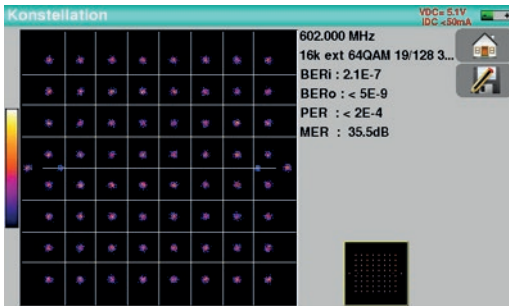 Konstellation
VDC= 5.1V
IDC <50mA
602.000 MHz
16k ext 64QAM 19/128 3...
BERi : 2.1E-7
BERo : < 5E-9
PER : < 2E-4
MER : 35.5dB